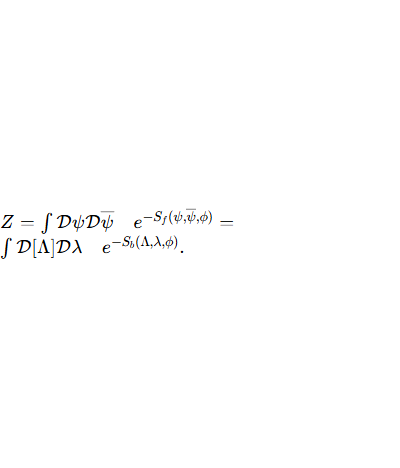 Z = ∫ 𝒟ψ𝒟ψ̅ e^{−S_f(ψ,ψ̅,ϕ)} =
∫ 𝒟[Λ]𝒟λ e^{−S_b(Λ,λ,ϕ)}.